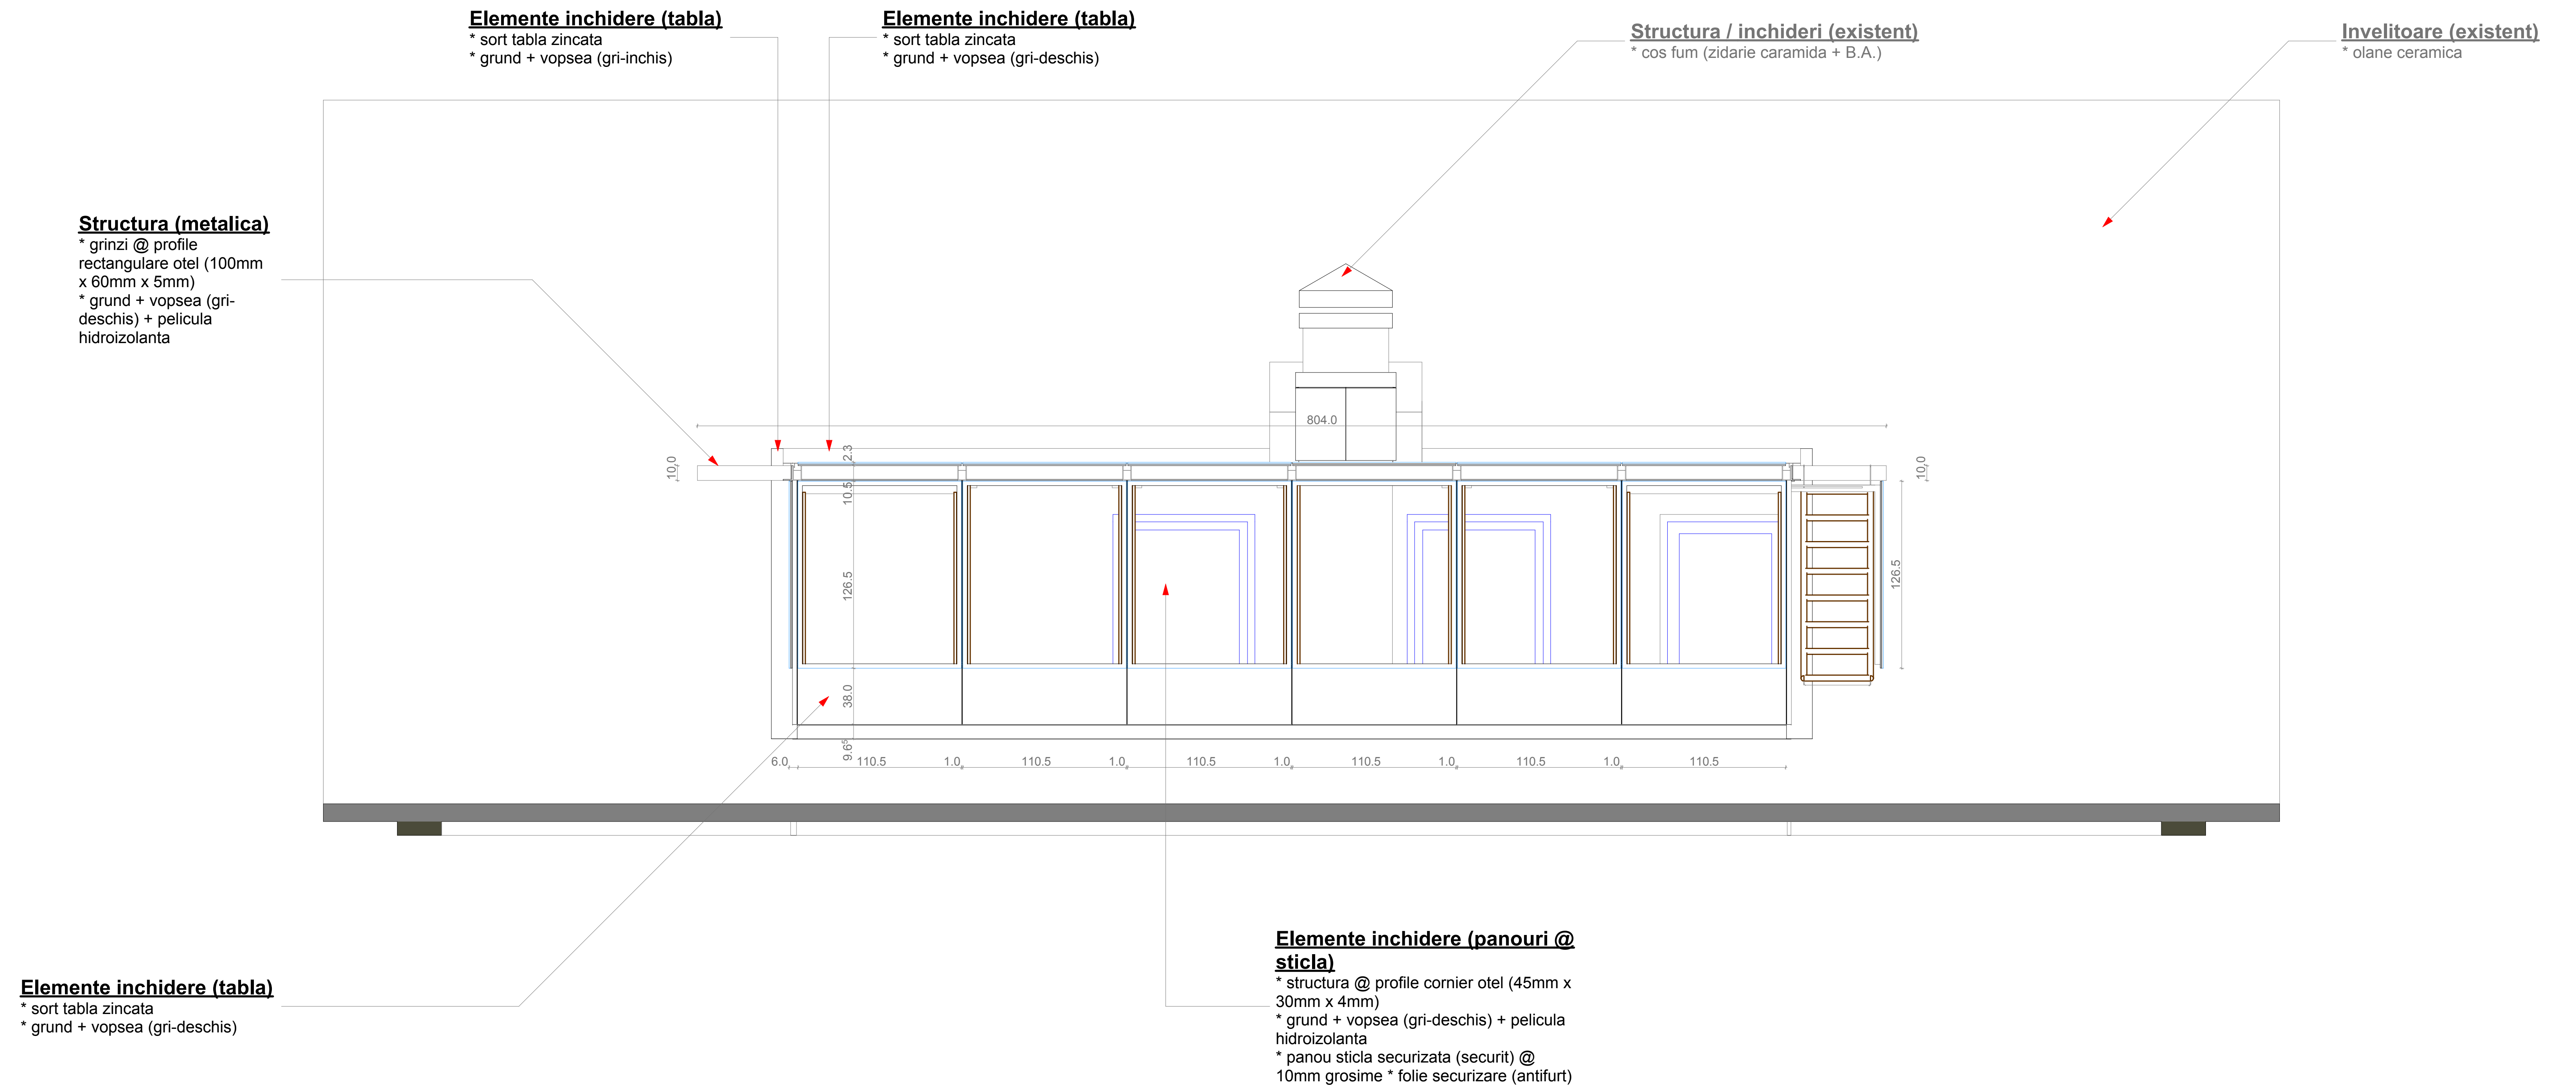 Elemente inchidere (tabla)
* sort tabla zincata
* grund + vopsea (gri-inchis)
Elemente inchidere (tabla)
* sort tabla zincata
* grund + vopsea (gri-deschis)
Structura / inchideri (existent)
* cos fum (zidarie caramida + B.A.)
Invelitoare (existent)
* olane ceramica
Structura (metalica)
* grinzi @ profile
rectangulare otel (100mm
x 60mm x 5mm)
* grund + vopsea (gri-
deschis) + pelicula
hidroizolanta
804.0
10.0
2.3
10.5
126.5
38.0
9.6⁵
10.0
126.5
6.0
110.5
1.0
110.5
1.0
110.5
1.0
110.5
1.0
110.5
1.0
110.5
Elemente inchidere (tabla)
* sort tabla zincata
* grund + vopsea (gri-deschis)
Elemente inchidere (panouri @
sticla)
* structura @ profile cornier otel (45mm x
30mm x 4mm)
* grund + vopsea (gri-deschis) + pelicula
hidroizolanta
* panou sticla securizata (securit) @
10mm grosime * folie securizare (antifurt)